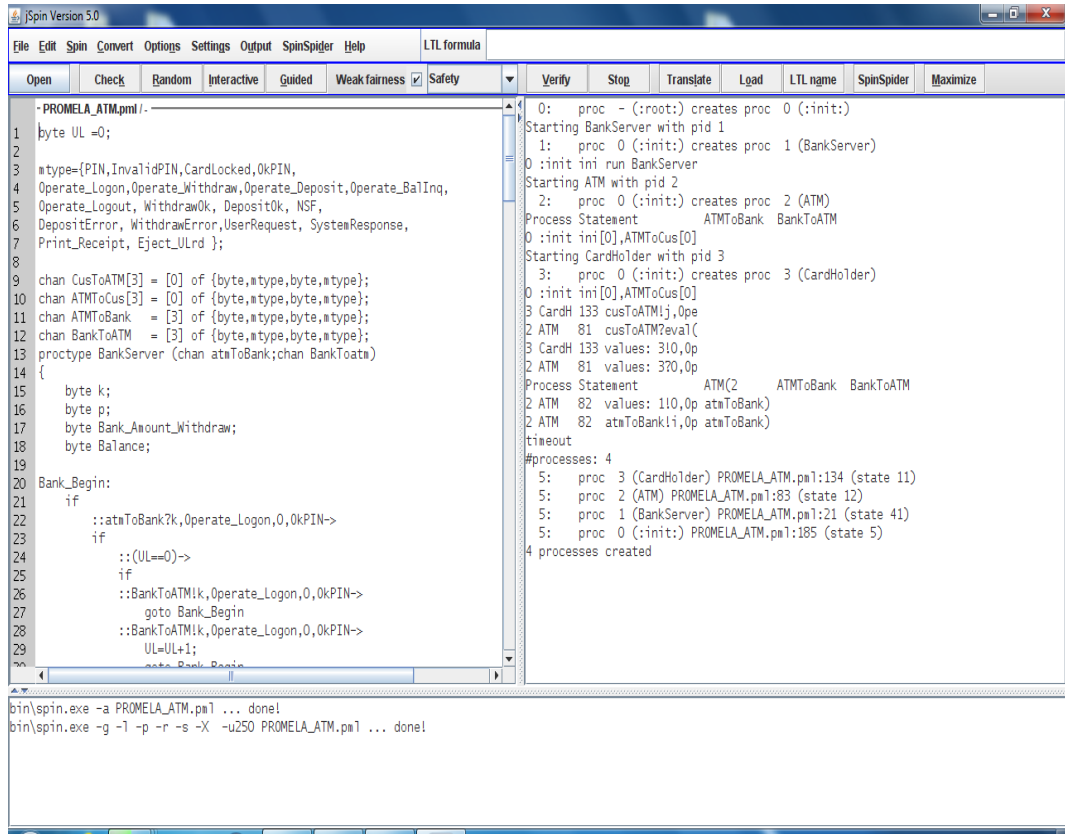 jSpin Version 5.0
File Edit Spin Convert Options Settings Output SpinSpider Help LTL formula
Open Check Random Interactive Guided Weak fairness Safety Verify Stop Translate Load LTL name SpinSpider Maximize
- PROMELA_ATM.pml / -
1 byte UL =0;
2
3 mtype={PIN,InvalidPIN,CardLocked,OkPIN,
4 Operate_Logon,Operate_Withdraw,Operate_Deposit,Operate_BalInq,
5 Operate_Logout, WithdrawOk, DepositOk, NSF,
6 DepositError, WithdrawError,UserRequest, SystemResponse,
7 Print_Receipt, Eject_ULrd };
8
9 chan CusToATM[3] = [0] of {byte,mtype,byte,mtype};
10 chan ATMToCus[3] = [0] of {byte,mtype,byte,mtype};
11 chan ATMToBank = [3] of {byte,mtype,byte,mtype};
12 chan BankToATM = [3] of {byte,mtype,byte,mtype};
13 proctype BankServer (chan atmToBank;chan BankToatm)
14 {
15 byte k;
16 byte p;
17 byte Bank_Amount_Withdraw;
18 byte Balance;
19
20 Bank_Begin:
21 if
22 ::atmToBank?k,Operate_Logon,0,OkPIN->
23 if
24 ::(UL==0)->
25 if
26 ::BankToATM!k,Operate_Logon,0,OkPIN->
27 goto Bank_Begin
28 ::BankToATM!k,Operate_Logon,0,OkPIN->
29 UL=UL+1;
30 goto Bank_Begin
0: proc - (:root:) creates proc 0 (:init:)
Starting BankServer with pid 1
1: proc 0 (:init:) creates proc 1 (BankServer)
0 :init ini run BankServer
Starting ATM with pid 2
2: proc 0 (:init:) creates proc 2 (ATM)
Process Statement ATMToBank BankToATM
0 :init ini[0],ATMToCus[0]
Starting CardHolder with pid 3
3: proc 0 (:init:) creates proc 3 (CardHolder)
0 :init ini[0],ATMToCus[0]
3 CardH 133 cusToATM!j,Ope
2 ATM 81 cusToATM?eval(
3 CardH 133 values: 3!0,Op
2 ATM 81 values: 3?0,Op
Process Statement ATM(2 ATMToBank BankToATM
2 ATM 82 values: 1!0,Op atmToBank)
2 ATM 82 atmToBank!i,Op atmToBank)
timeout
#processes: 4
5: proc 3 (CardHolder) PROMELA_ATM.pml:134 (state 11)
5: proc 2 (ATM) PROMELA_ATM.pml:83 (state 12)
5: proc 1 (BankServer) PROMELA_ATM.pml:21 (state 41)
5: proc 0 (:init:) PROMELA_ATM.pml:185 (state 5)
4 processes created
bin\spin.exe -a PROMELA_ATM.pml ... done!
bin\spin.exe -g -l -p -r -s -X -u250 PROMELA_ATM.pml ... done!